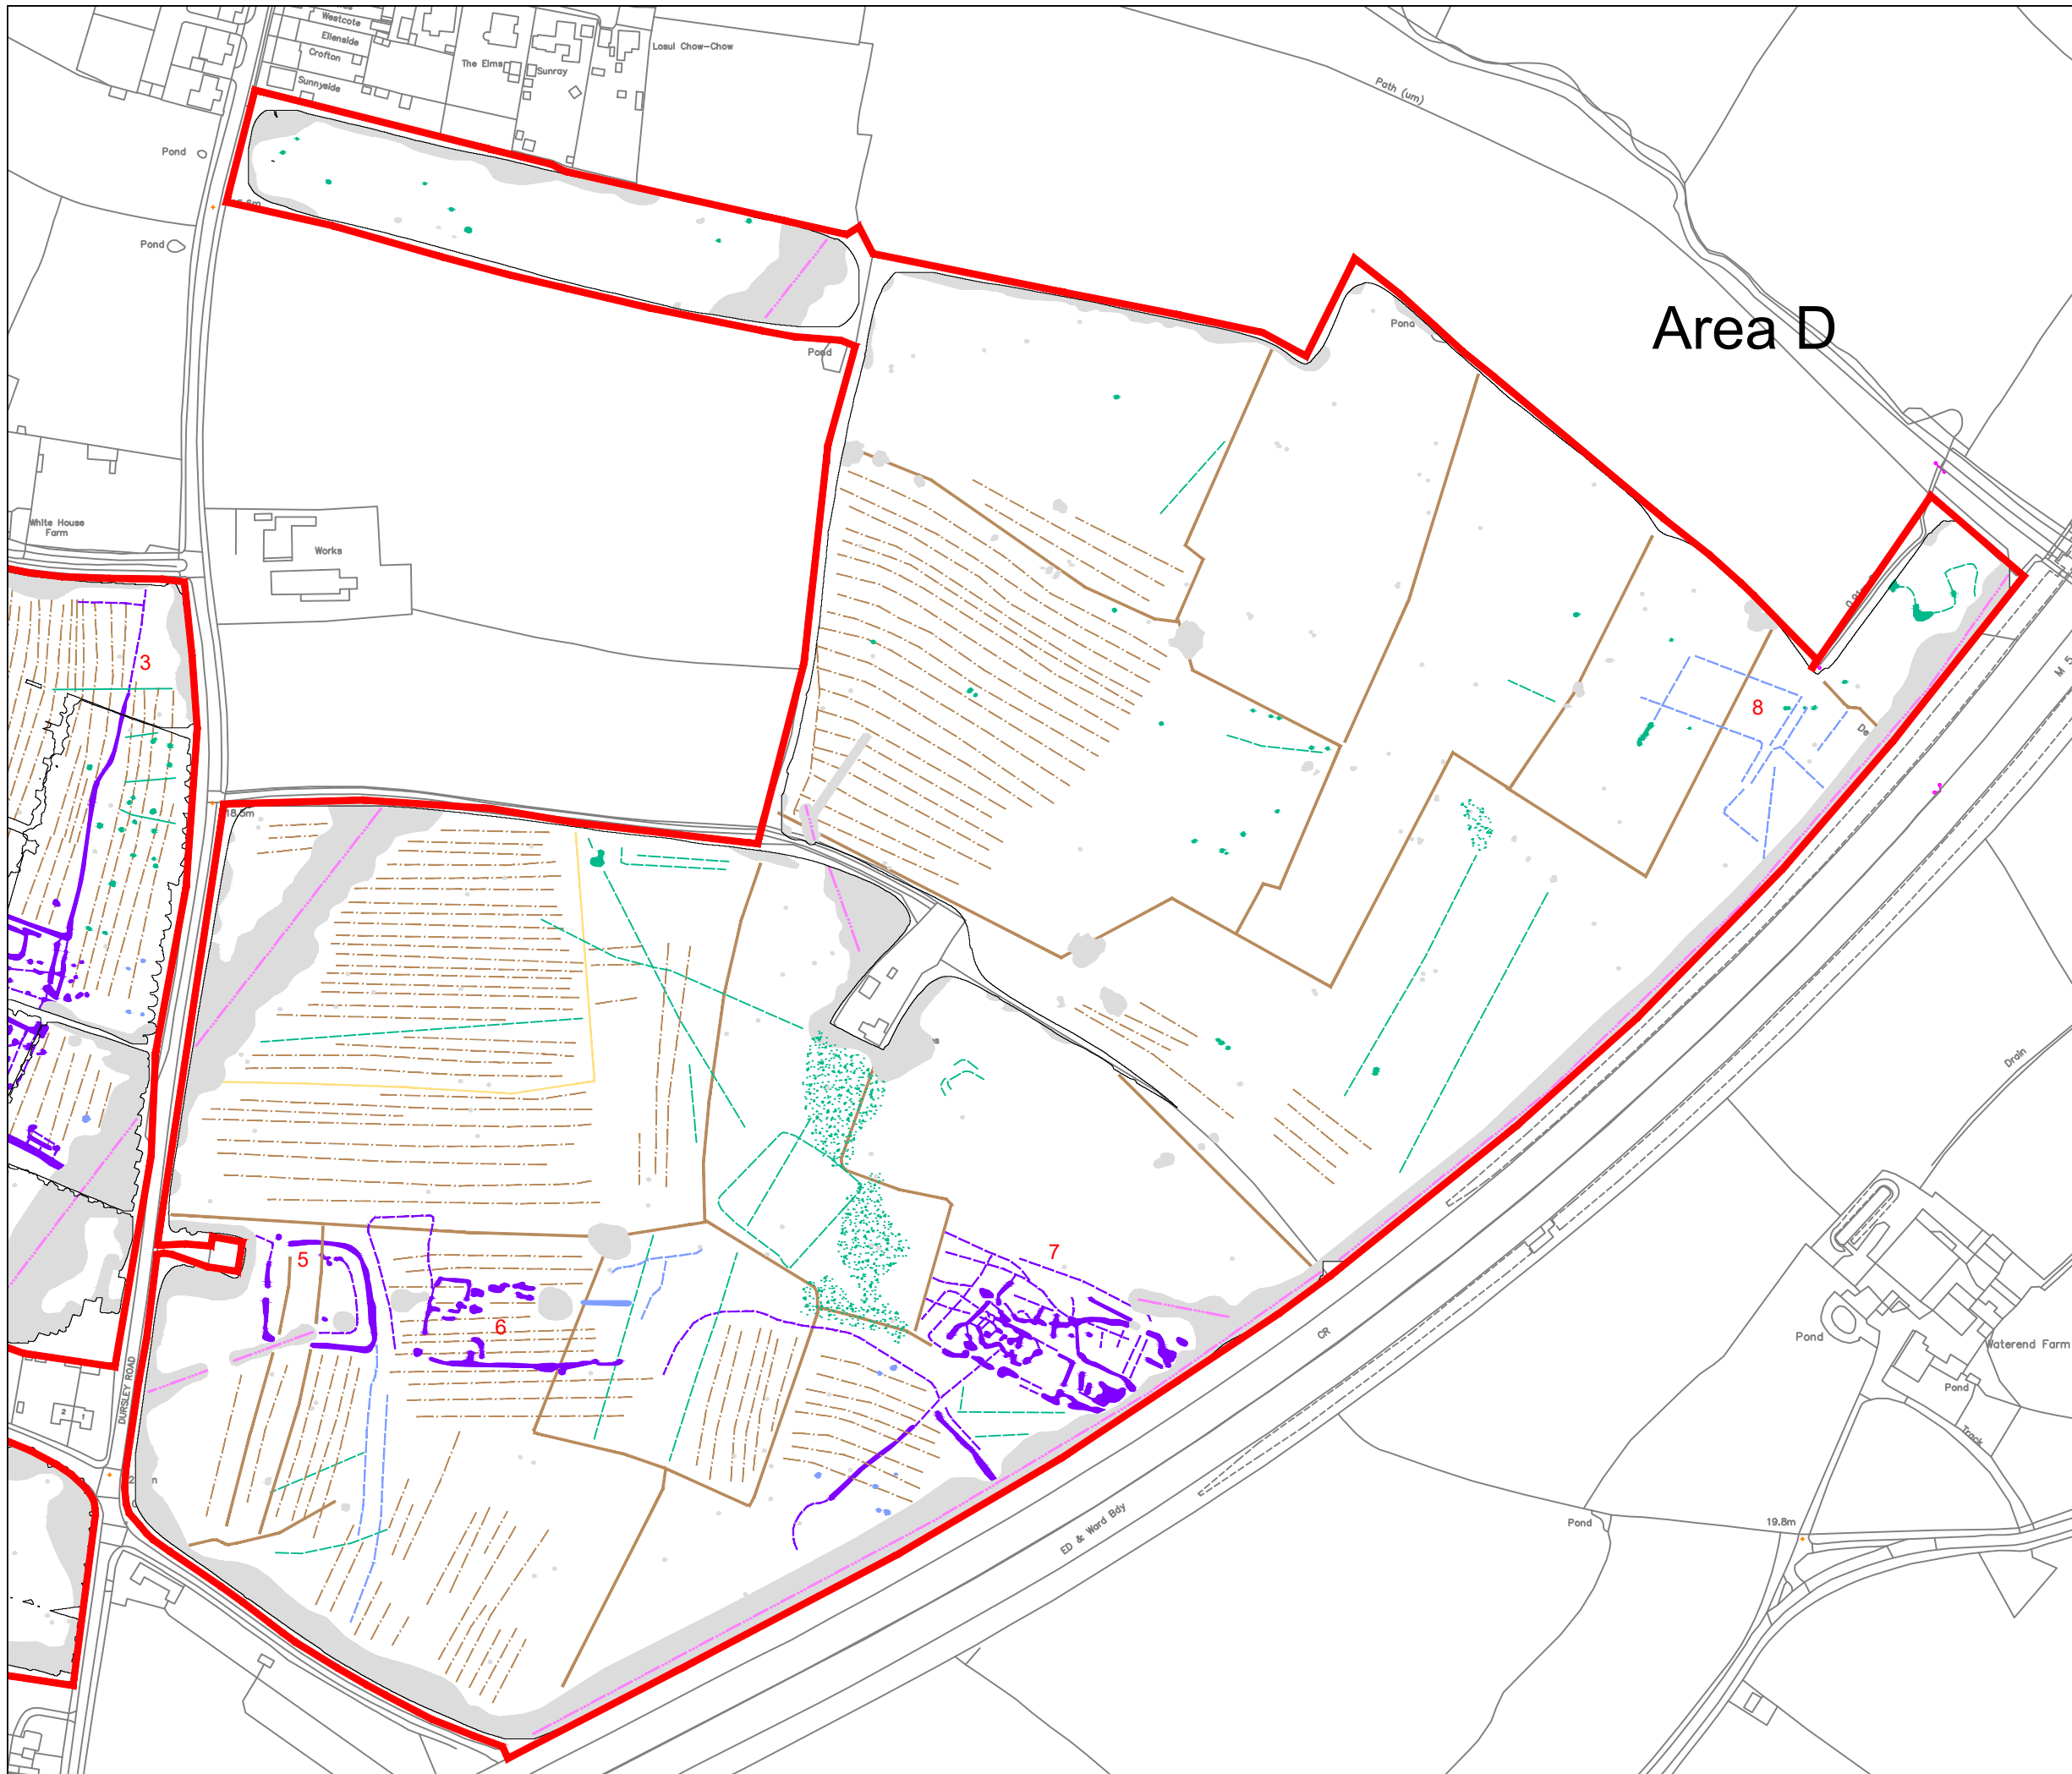 Westcote
Ellenside
Crofton
Sunnyside
The Elms
Sunray
Losul Chow-Chow
Path (um)
Pond
Pond
Pond
Pond
Area D
White House
Farm
Works
3
8
M 5
18.5m
5
6
7
CR
ED & Ward Bdy
DURSLEY ROAD
2
1
Drain
Pond
Waterend Farm
Pond
Track
Pond
19.8m